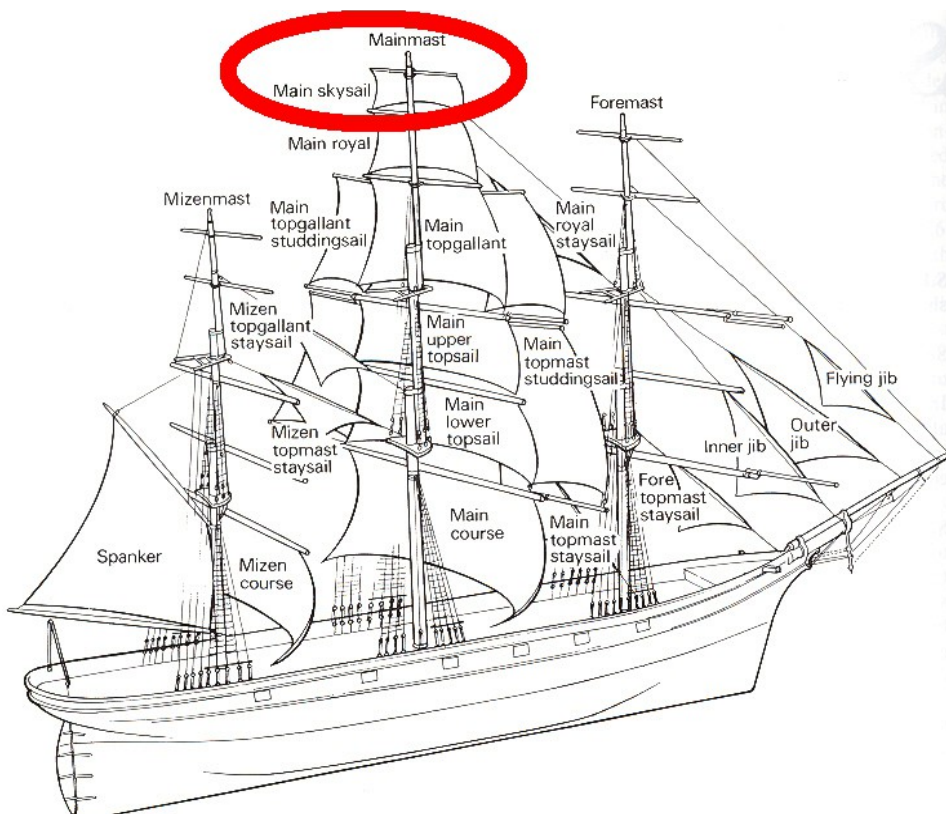 Mainmast
Main skysail
Foremast
Main royal
Mizenmast
Main
topgallant
studdingsail
Main
topgallant
Main
royal
staysail
Mizen
topgallant
staysail
Main
upper
topsail
Main
topmast
studdingsail
Flying jib
Mizen
topmast
staysail
Main
lower
topsail
Inner jib
Outer
jib
Fore
topmast
staysail
Spanker
Mizen
course
Main
course
Main
topmast
staysail